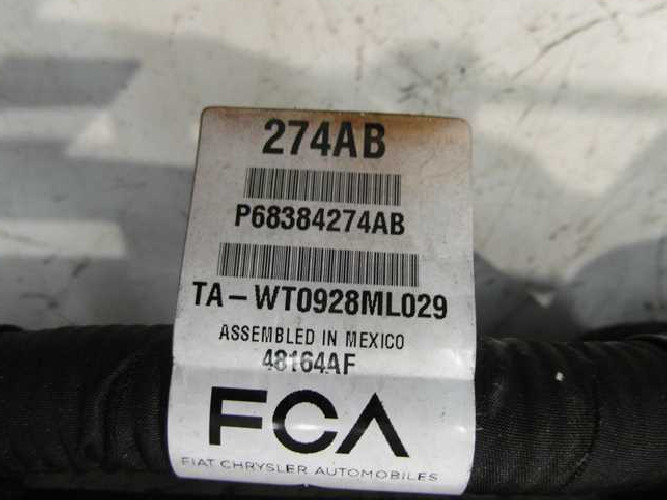 274AB
P68384274AB
TA-WT0928ML029
ASSEMBLED IN MEXICO
48164AF
FCA
FIAT CHRYSLER AUTOMOBILES